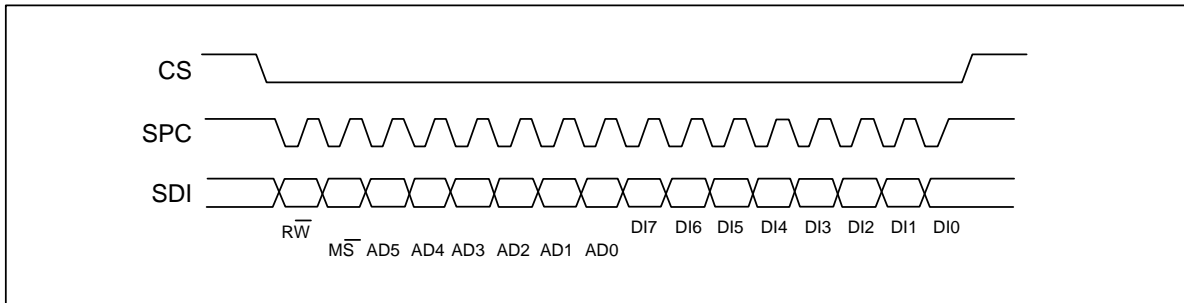 CS
SPC
SDI
RW̅
MS̅ AD5 AD4 AD3 AD2 AD1 AD0
DI7 DI6 DI5 DI4 DI3 DI2 DI1 DI0